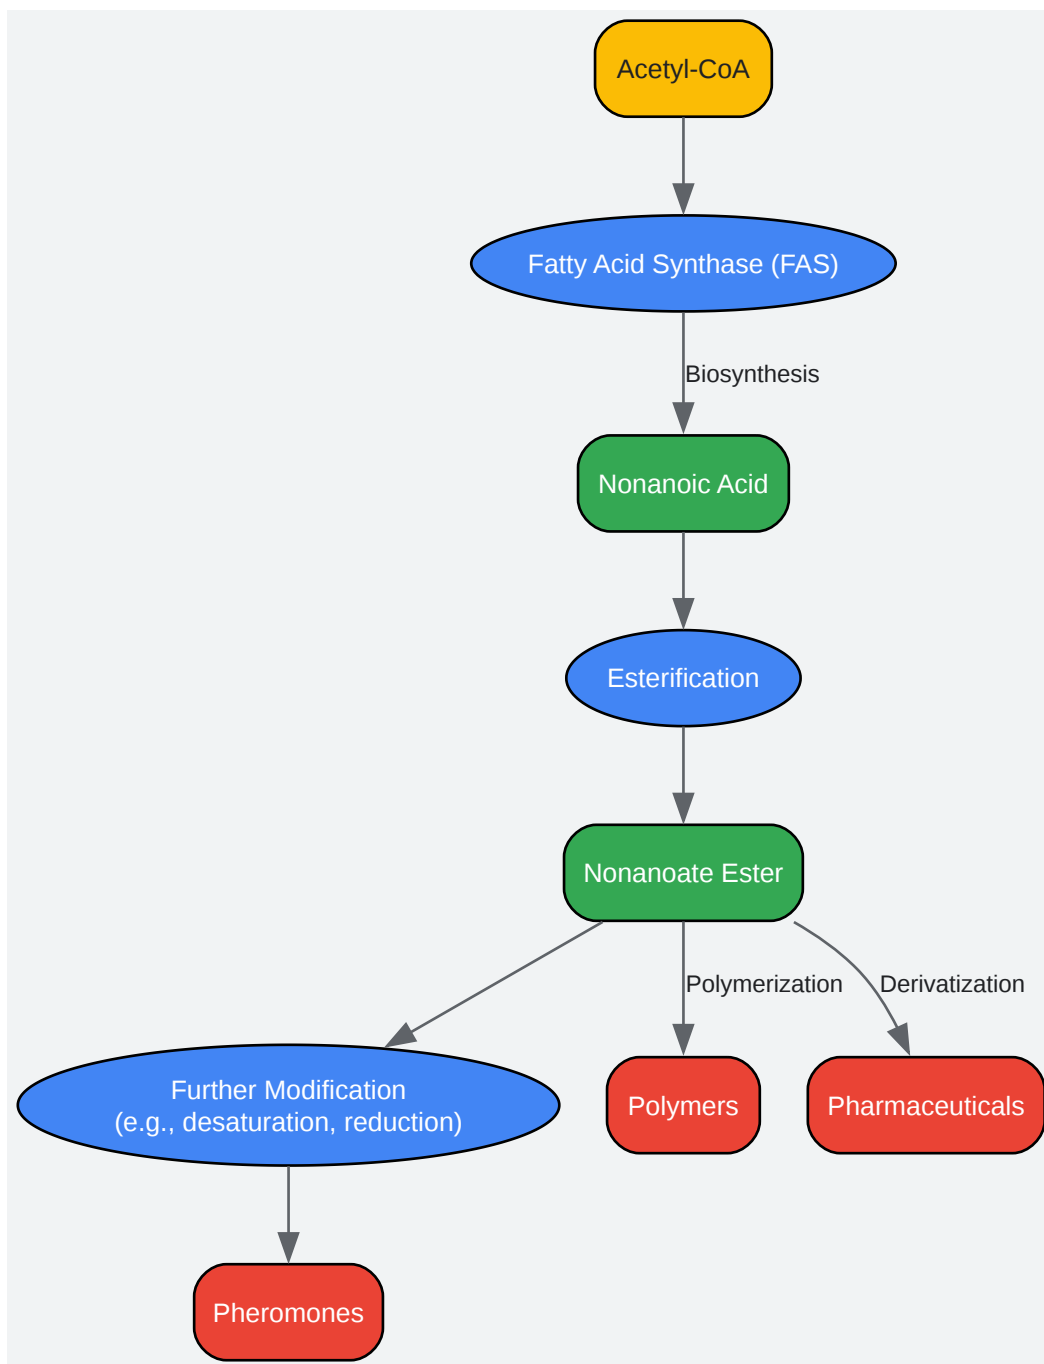 Acetyl-CoA
Fatty Acid Synthase (FAS)
Biosynthesis
Nonanoic Acid
Esterification
Nonanoate Ester
Polymerization
Derivatization
Further Modification
(e.g., desaturation, reduction)
Polymers
Pharmaceuticals
Pheromones